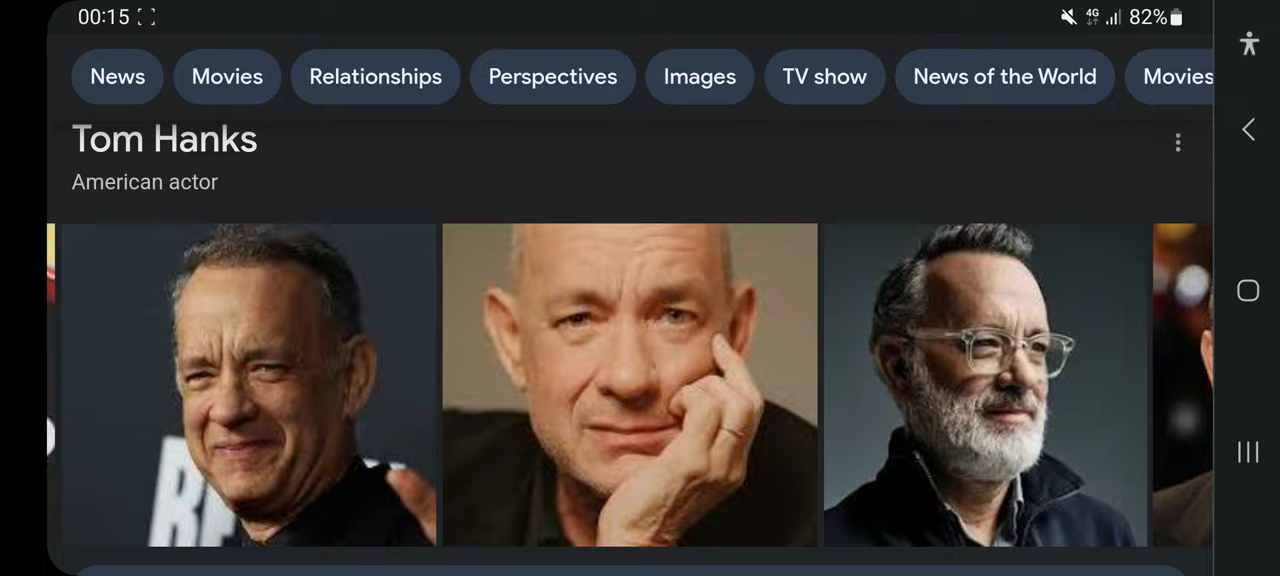 00:15 4G 82%
News Movies Relationships Perspectives Images TV show News of the World Movies
Tom Hanks
American actor